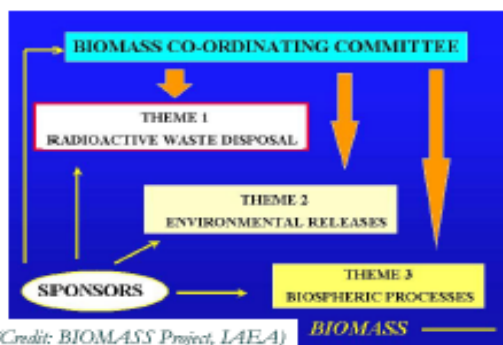 BIOMASS CO-ORDINATING COMMITTEE
THEME 1
RADIOACTIVE WASTE DISPOSAL
THEME 2
ENVIRONMENTAL RELEASES
THEME 3
BIOSPHERIC PROCESSES
SPONSORS
(Credit: BIOMASS Project, IAEA)
BIOMASS